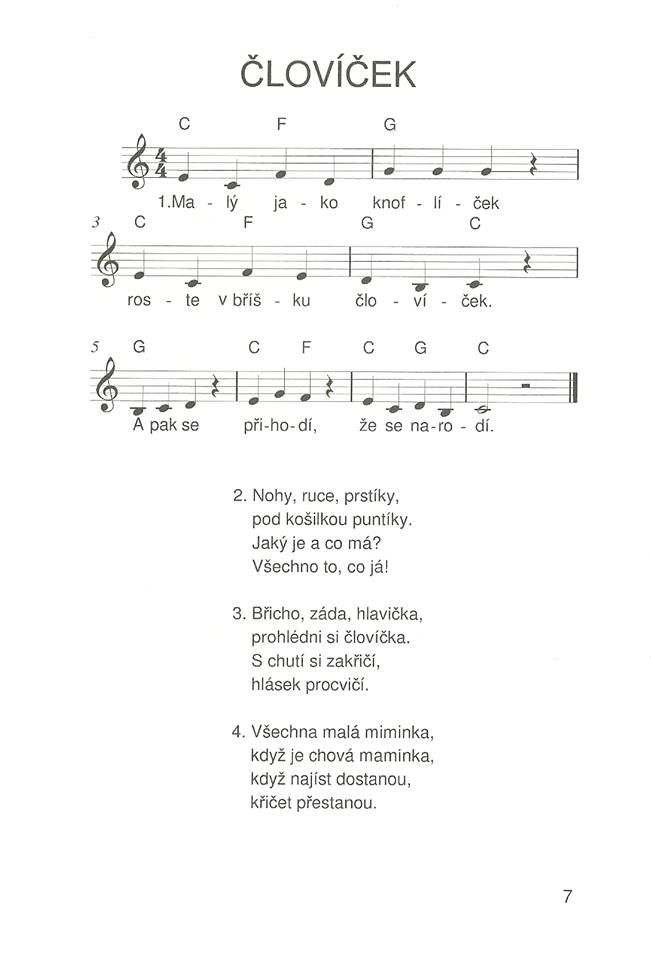 ČLOVÍČEK
C F G
4
4
1.Ma - lý ja - ko knof - lí - ček
3 C F G C
ros - te v bříš - ku člo - ví - ček.
5 G C F C G C
A pak se při-ho-dí, že se na-ro - dí.
2. Nohy, ruce, prstíky,
pod košilkou puntíky.
Jaký je a co má?
Všechno to, co já!
3. Břicho, záda, hlavička,
prohlédni si človíčka.
S chutí si zakřičí,
hlásek procvičí.
4. Všechna malá miminka,
když je chová maminka,
když najíst dostanou,
křičet přestanou.
7